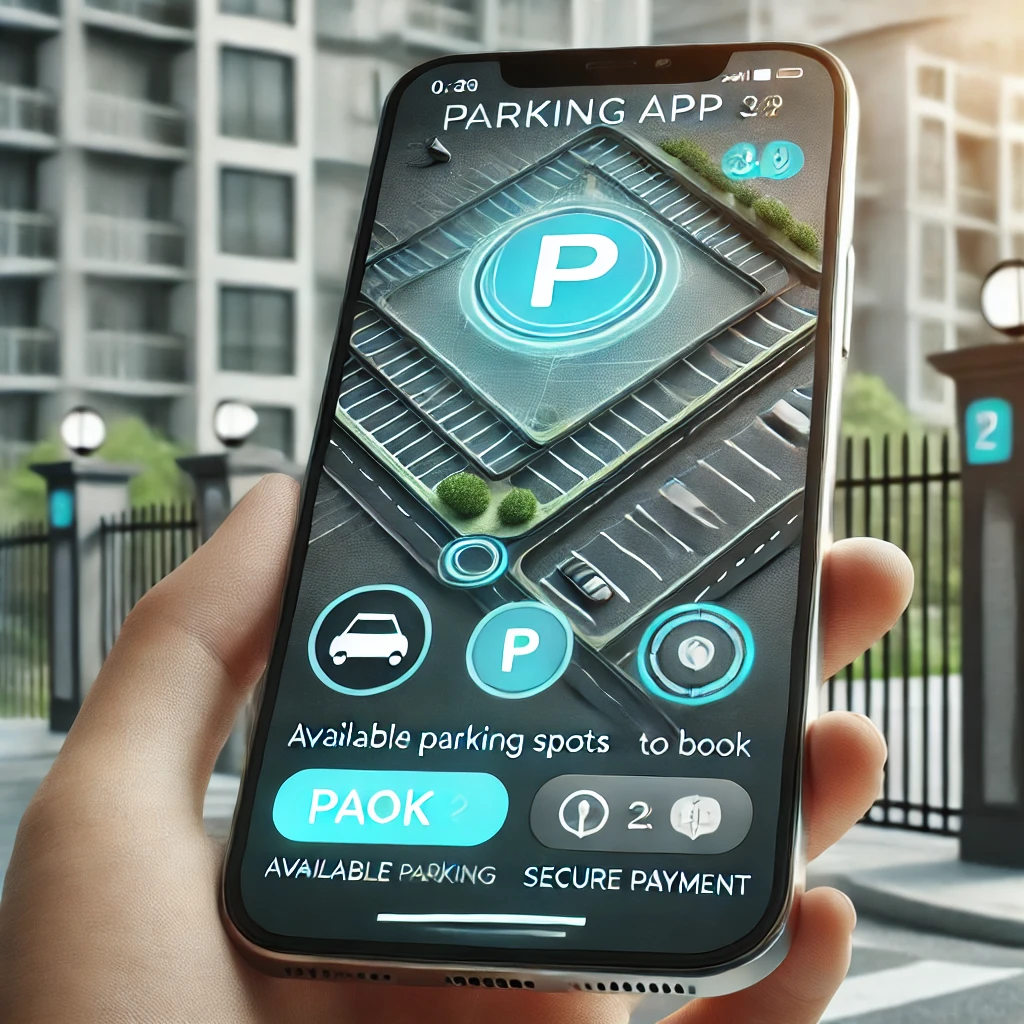 PARKING APP
P
2
P
Available parking spots to book
PAOK
2
AVAILABLE PARKING SECURE PAYMENT